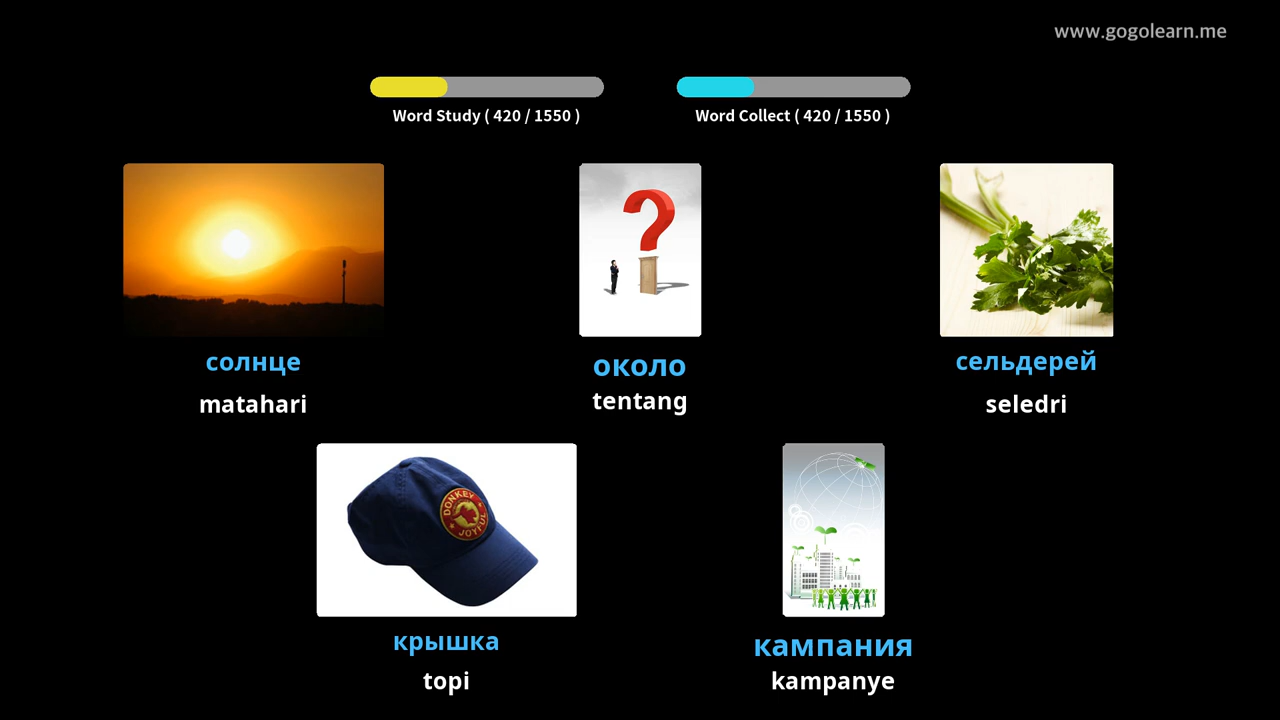 www.gogolearn.me
Word Study ( 420 / 1550 )
Word Collect ( 420 / 1550 )
солнце
matahari
около
tentang
сельдерей
seledri
DONKEY
JOYFUL
крышка
topi
кампания
kampanye